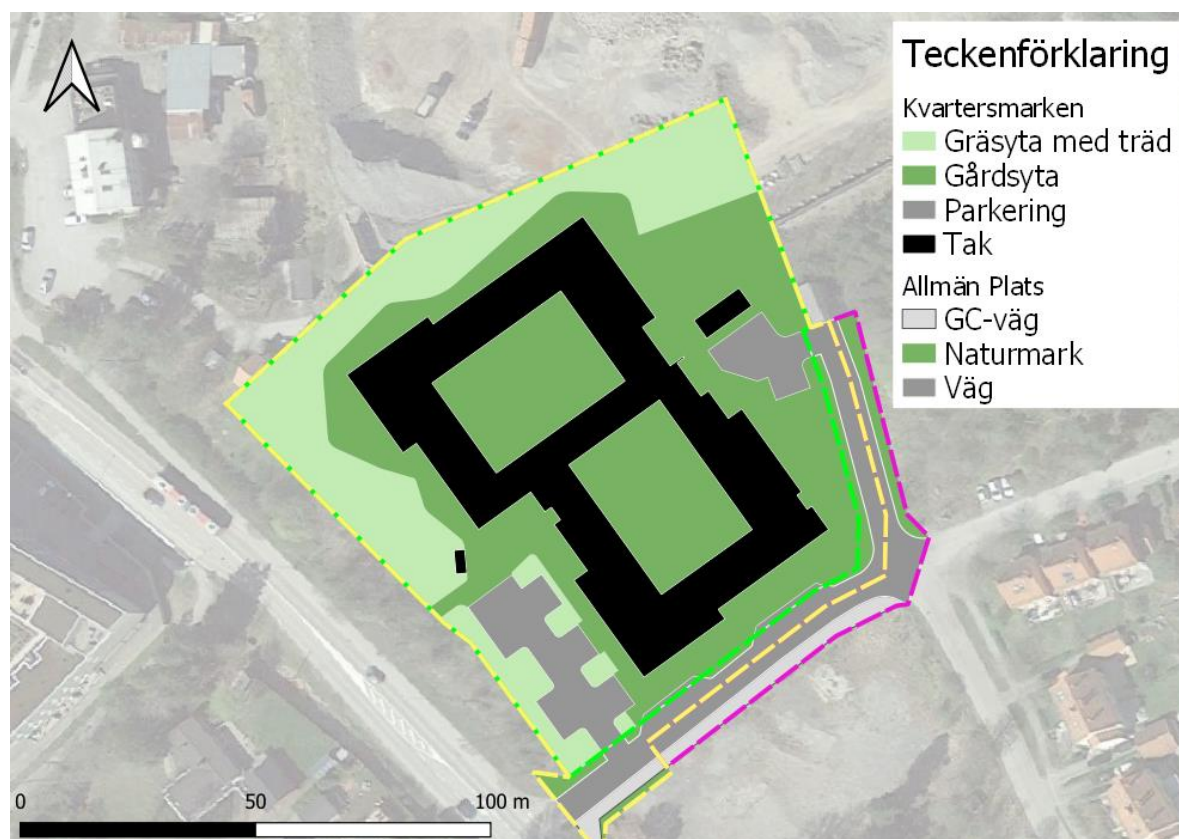 Teckenförklaring
Kvartersmarken
Gräsyta med träd
Gårdsyta
Parkering
Tak
Allmän Plats
GC-väg
Naturmark
Väg
0 50 100 m